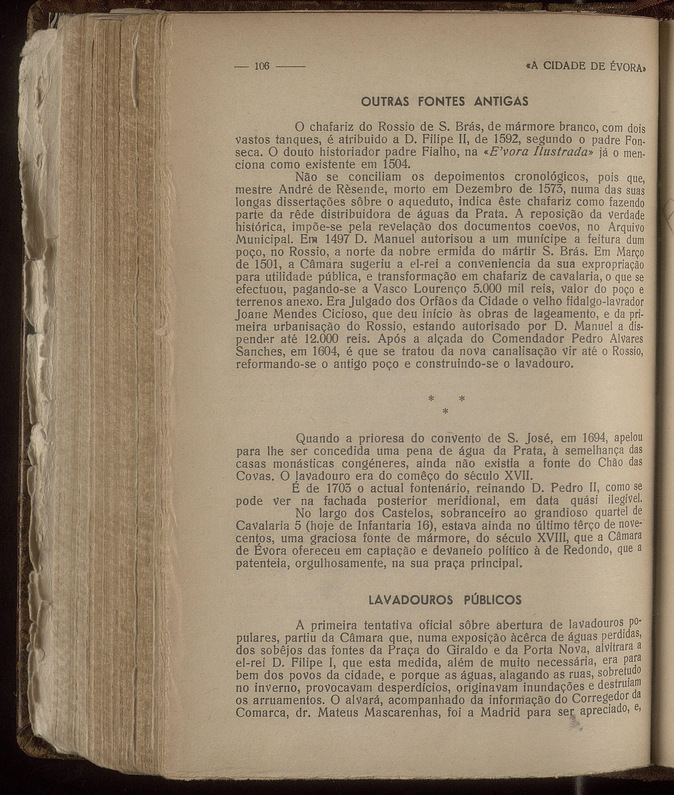 — 106 —— «A CIDADE DE ÉVORA»
OUTRAS FONTES ANTIGAS
O chafariz do Rossio de S. Brás, de mármore branco, com dois
vastos tanques, é atribuido a D. Filipe II, de 1592, segundo o padre Fon-
seca. O douto historiador padre Fialho, na «E'vora Ilustrada» já o men-
ciona como existente em 1504.
Não se conciliam os depoimentos cronológicos, pois que,
mestre André de Rèsende, morto em Dezembro de 1573, numa das suas
longas dissertações sôbre o aqueduto, indica êste chafariz como fazendo
parte da rêde distribuidora de águas da Prata. A reposição da verdade
histórica, impõe-se pela revelação dos documentos coevos, no Arquivo
Municipal. Em 1497 D. Manuel autorisou a um munícipe a feitura dum
poço, no Rossio, a norte da nobre ermida do mártir S. Brás. Em Março
de 1501, a Câmara sugeriu a el-rei a conveniencia da sua expropriação
para utilidade pública, e transformação em chafariz de cavalaria, o que se
efectuou, pagando-se a Vasco Lourenço 5.000 mil reis, valor do poço e
terrenos anexo. Era Julgado dos Orfãos da Cidade o velho fidalgo-lavrador
Joane Mendes Cicioso, que deu início às obras de lageamento, e da pri-
meira urbanisação do Rossio, estando autorisado por D. Manuel a dis-
pender até 12.000 reis. Após a alçada do Comendador Pedro Alvares
Sanches, em 1604, é que se tratou da nova canalisação vir até o Rossio,
reformando-se o antigo poço e construindo-se o lavadouro.
* *
*
Quando a prioresa do convento de S. José, em 1694, apelou
para lhe ser concedida uma pena de água da Prata, à semelhança das
casas monásticas congéneres, ainda não existia a fonte do Chão das
Covas. O lavadouro era do comêço do século XVII.
É de 1703 o actual fontenário, reinando D. Pedro II, como se
pode ver na fachada posterior meridional, em data quási ilegível.
No largo dos Castelos, sobranceiro ao grandioso quartel de
Cavalaria 5 (hoje de Infantaria 16), estava ainda no último têrço de nove-
centos, uma graciosa fonte de mármore, do século XVIII, que a Câmara
de Évora ofereceu em captação e devaneio político à de Redondo, que a
patenteia, orgulhosamente, na sua praça principal.
LAVADOUROS PÚBLICOS
A primeira tentativa oficial sôbre abertura de lavadouros po-
pulares, partiu da Câmara que, numa exposição àcêrca de águas perdidas,
dos sobêjos das fontes da Praça do Giraldo e da Porta Nova, alvitrara a
el-rei D. Filipe I, que esta medida, além de muito necessária, era para
bem dos povos da cidade, e porque as águas, alagando as ruas, sobretudo
no inverno, provocavam desperdícios, originavam inundações e destruiam
os arruamentos. O alvará, acompanhado da informação do Corregedor da
Comarca, dr. Mateus Mascarenhas, foi a Madrid para ser apreciado, e,